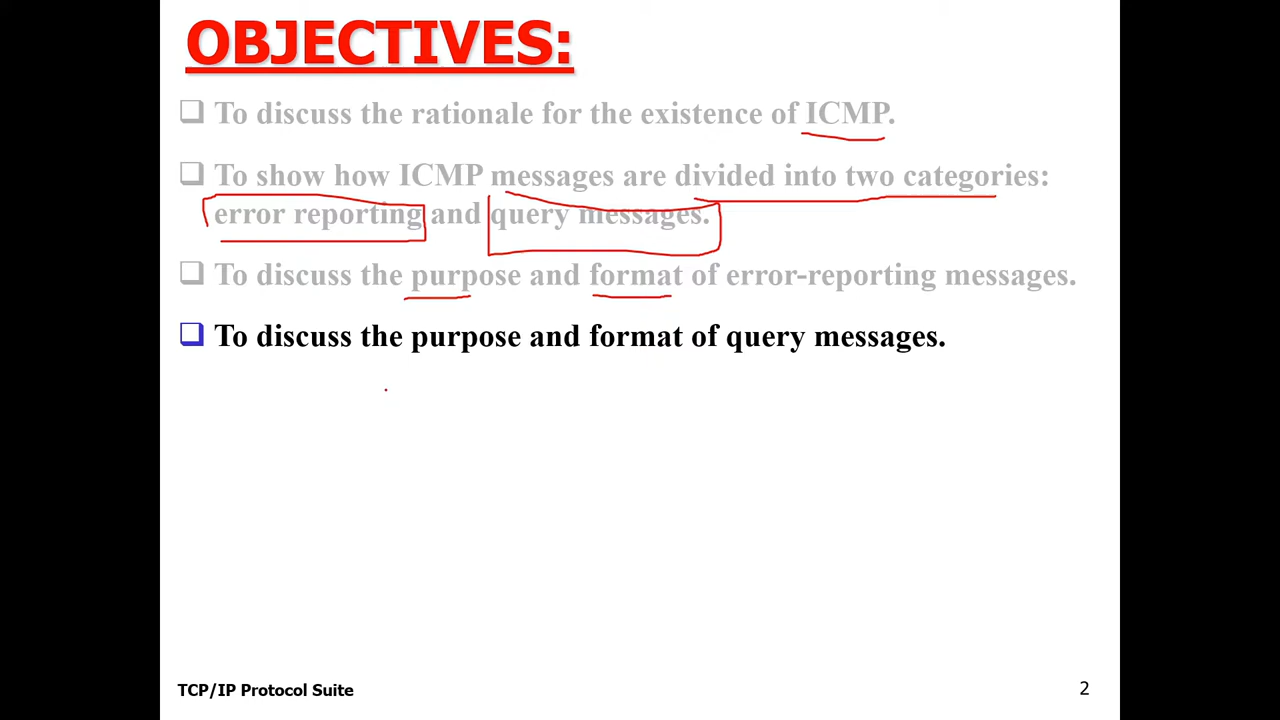 OBJECTIVES:
❑ To discuss the rationale for the existence of ICMP.
❑ To show how ICMP messages are divided into two categories:
error reporting and query messages.
❑ To discuss the purpose and format of error-reporting messages.
❑ To discuss the purpose and format of query messages.
TCP/IP Protocol Suite
2